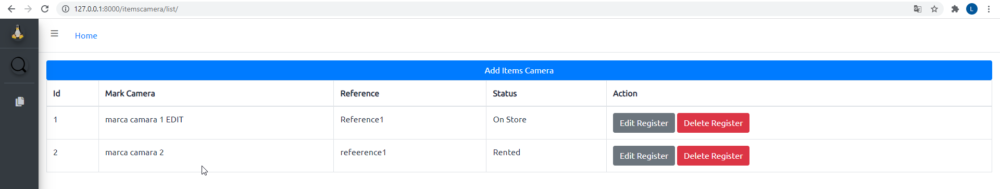 127.0.0.1:8000/itemscamera/list/
L
Home
Add Items Camera
Id Mark Camera Reference Status Action
1 marca camara 1 EDIT Reference1 On Store Edit Register Delete Register
2 marca camara 2 refeerence1 Rented Edit Register Delete Register